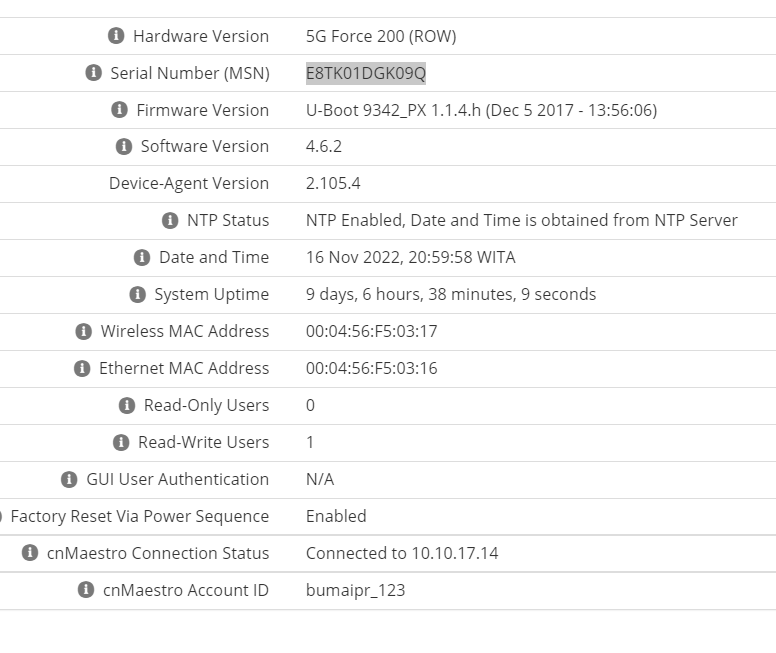 Hardware Version 5G Force 200 (ROW)
Serial Number (MSN) E8TK01DGK09Q
Firmware Version U-Boot 9342_PX 1.1.4.h (Dec 5 2017 - 13:56:06)
Software Version 4.6.2
Device-Agent Version 2.105.4
NTP Status NTP Enabled, Date and Time is obtained from NTP Server
Date and Time 16 Nov 2022, 20:59:58 WITA
System Uptime 9 days, 6 hours, 38 minutes, 9 seconds
Wireless MAC Address 00:04:56:F5:03:17
Ethernet MAC Address 00:04:56:F5:03:16
Read-Only Users 0
Read-Write Users 1
GUI User Authentication N/A
Factory Reset Via Power Sequence Enabled
cnMaestro Connection Status Connected to 10.10.17.14
cnMaestro Account ID bumaipr_123